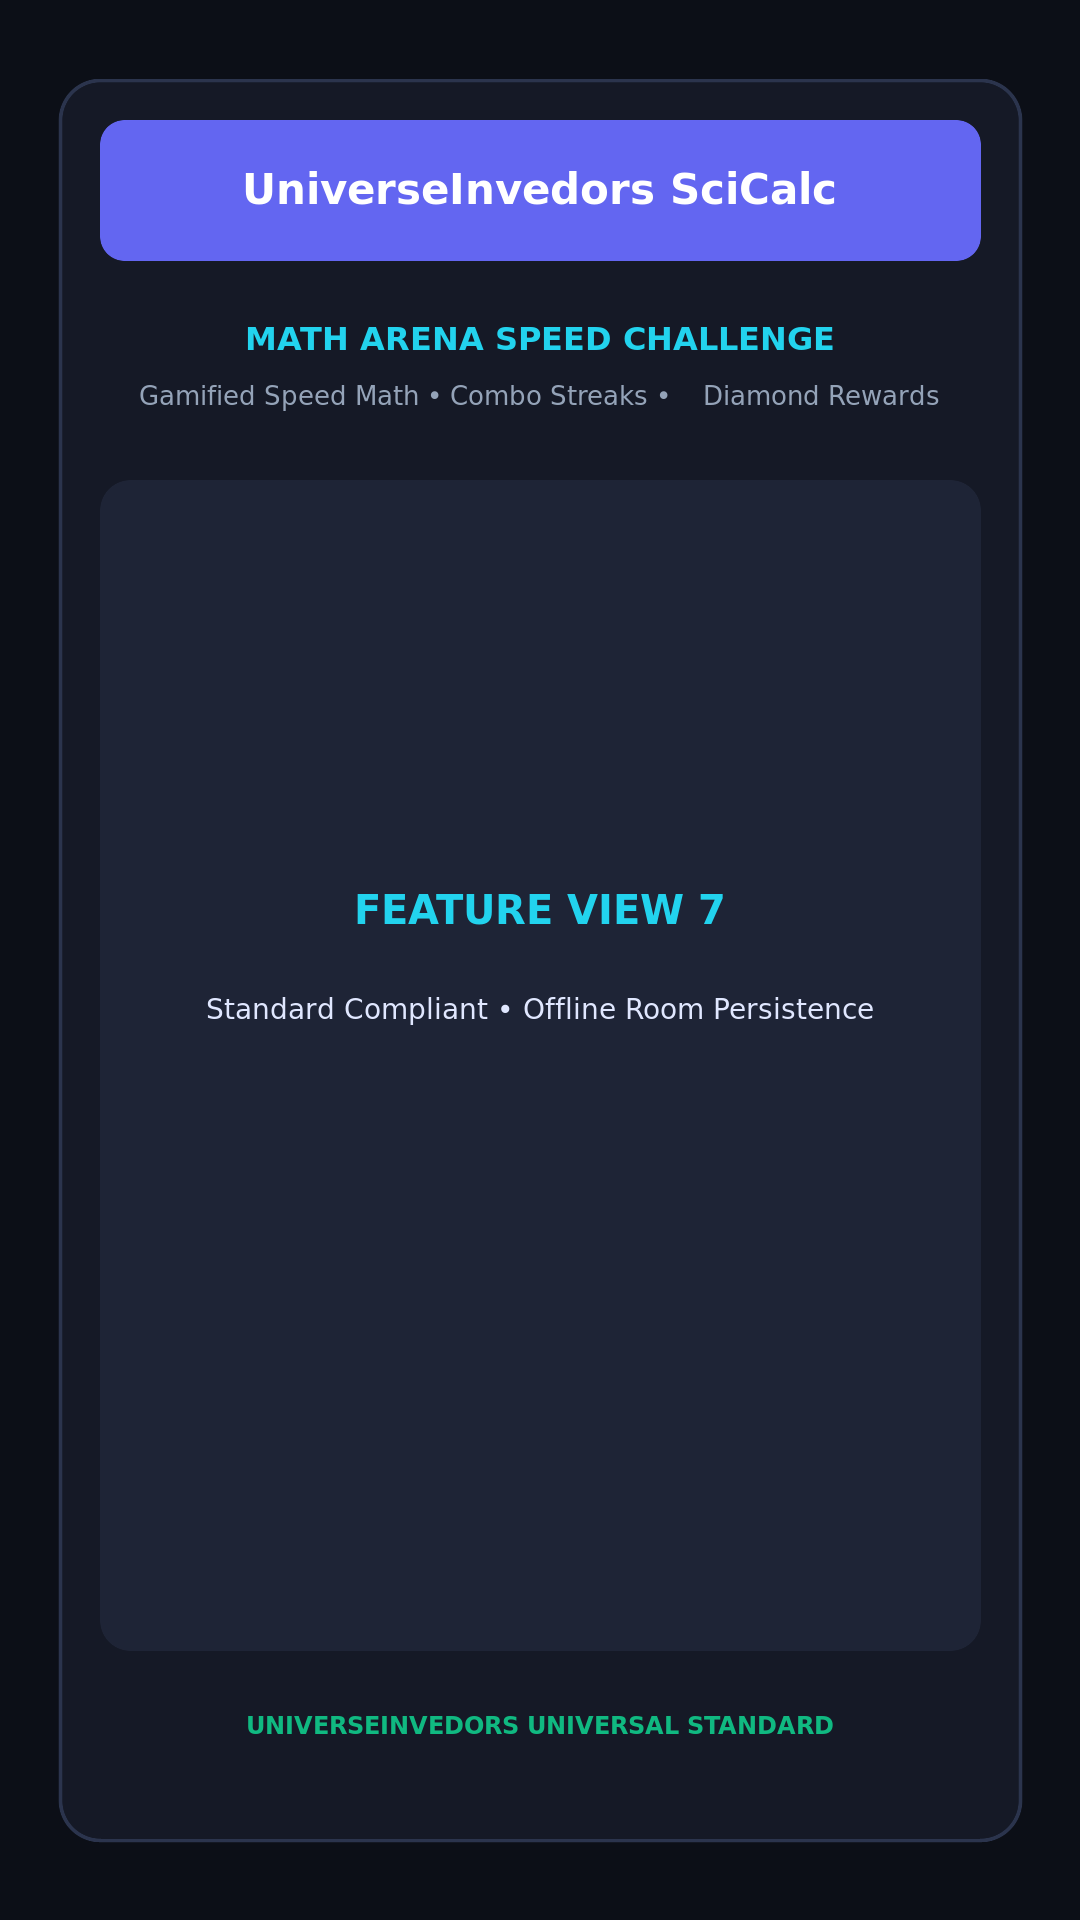 UniverseInvedors SciCalc
MATH ARENA SPEED CHALLENGE
Gamified Speed Math • Combo Streaks • Diamond Rewards
FEATURE VIEW 7
Standard Compliant • Offline Room Persistence
UNIVERSEINVEDORS UNIVERSAL STANDARD